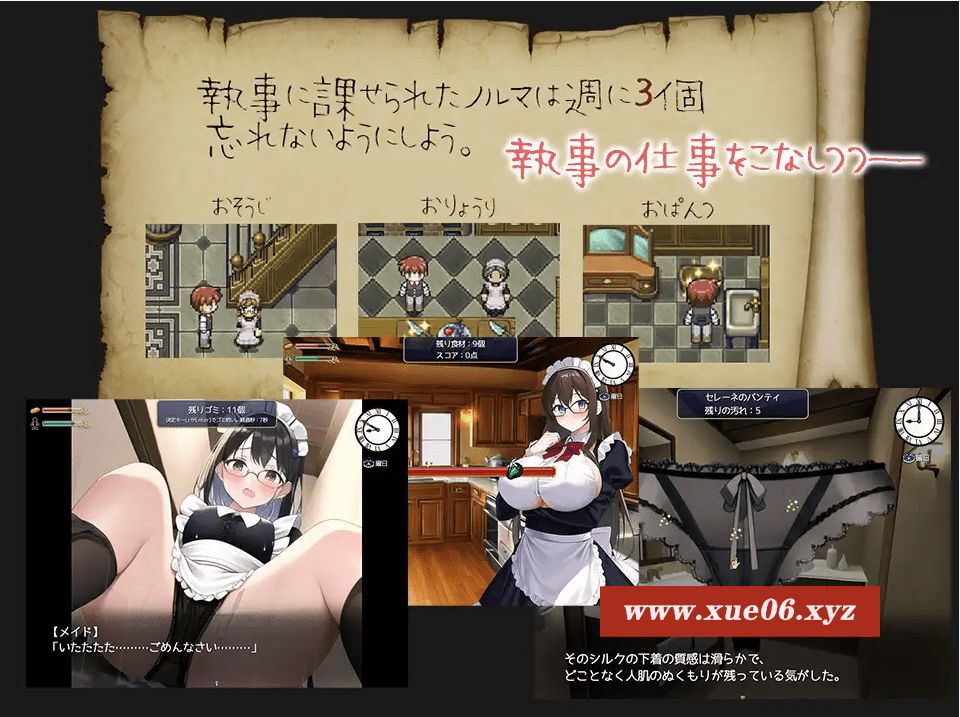 執事に課せられたノルマは週に3個
忘れないようにしよう。
執事の仕事をこなしつつ──
おそうじ
おりょうり
おぱんつ
残り食材：9個
スコア：0点
曜日
残りゴミ：11個
曜日
セレーネのパンティ
残りの汚れ：5
曜日
【メイド】
「いたたたた………ごめんなさい………」
www.xue06.xyz
そのシルクの下着の質感は滑らかで、
どことなく人肌のぬくもりが残っている気がした。